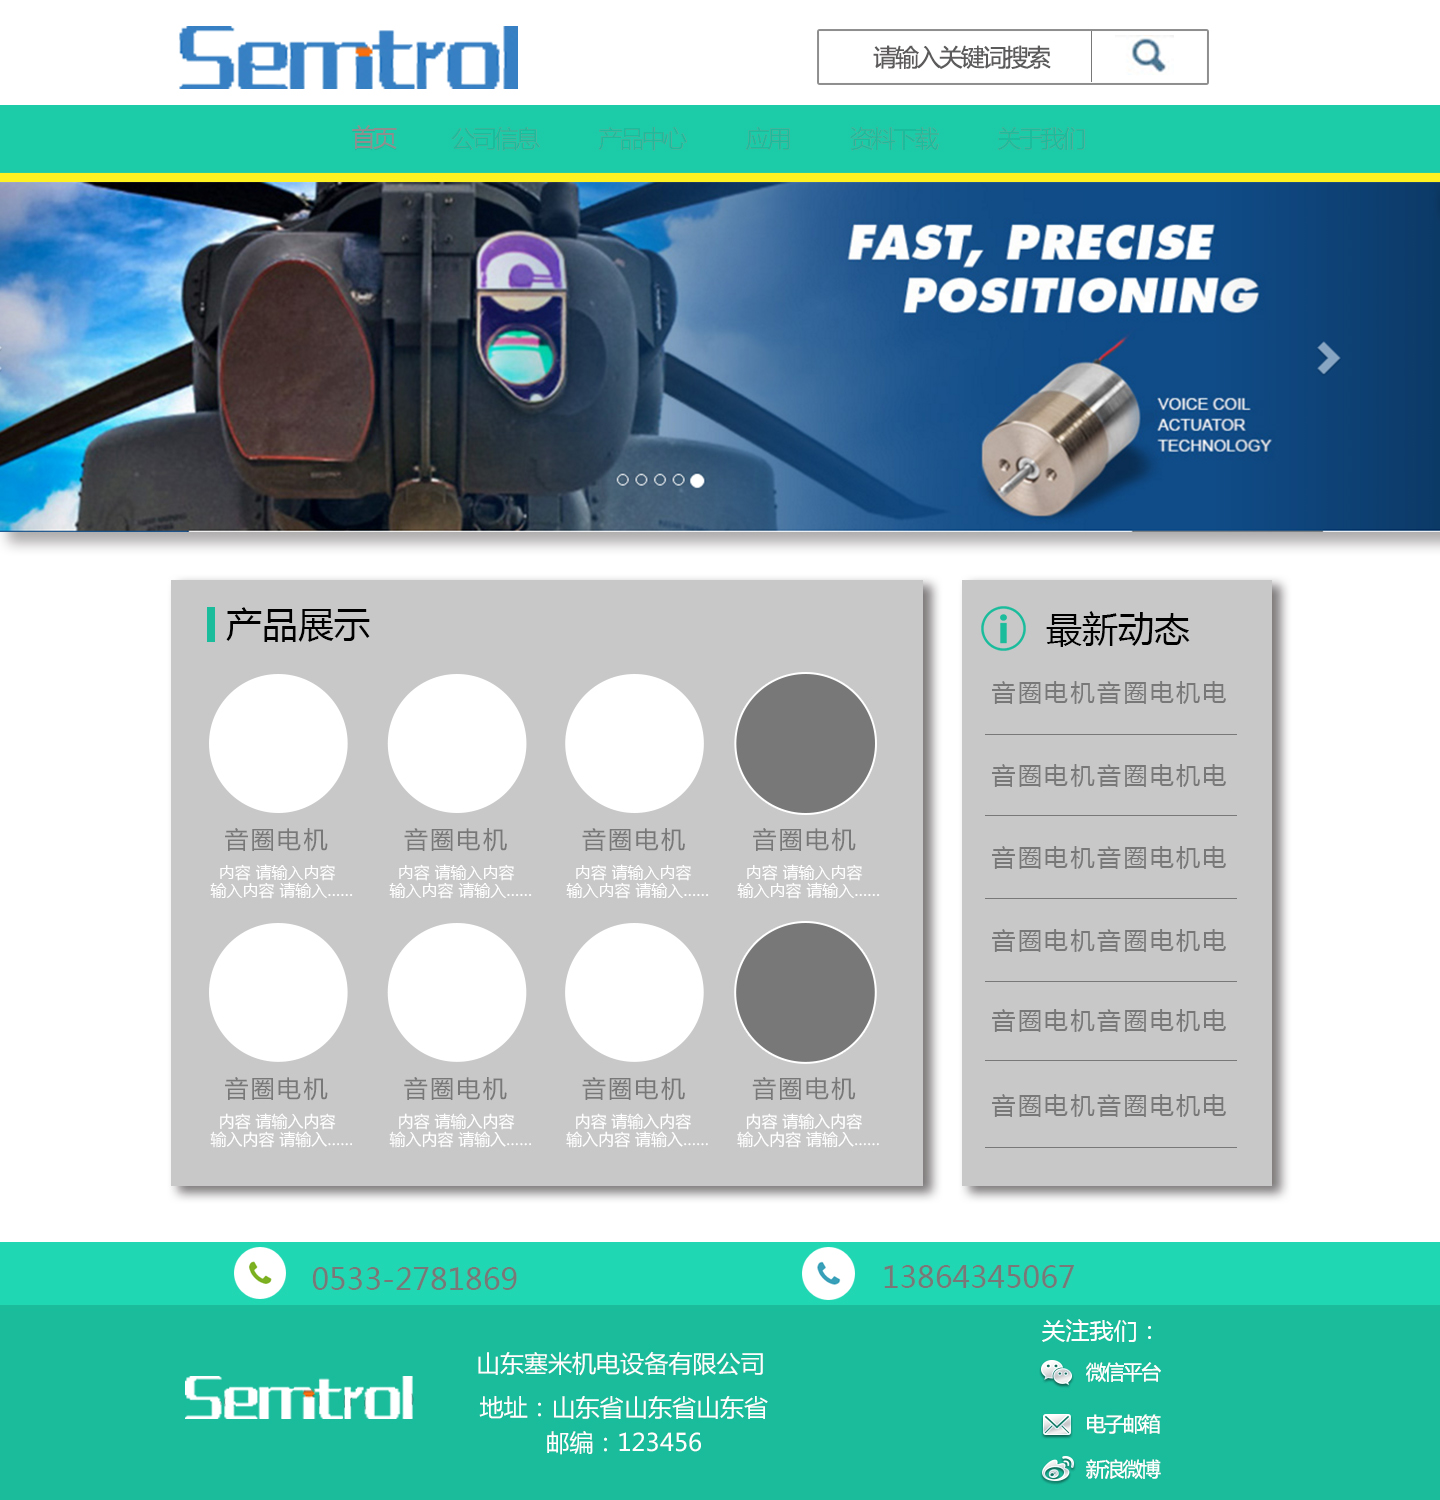 Semitrol
请输入关键词搜索
首页 公司信息 产品中心 应用 资料下载 关于我们
FAST, PRECISE
POSITIONING
VOICE COIL
ACTUATOR
TECHNOLOGY
产品展示
音圈电机 音圈电机 音圈电机 音圈电机
内容 请输入内容 内容 请输入内容 内容 请输入内容 内容 请输入内容
输入内容 请输入...... 输入内容 请输入...... 输入内容 请输入...... 输入内容 请输入......
音圈电机 音圈电机 音圈电机 音圈电机
内容 请输入内容 内容 请输入内容 内容 请输入内容 内容 请输入内容
输入内容 请输入...... 输入内容 请输入...... 输入内容 请输入...... 输入内容 请输入......
最新动态
音圈电机音圈电机电
音圈电机音圈电机电
音圈电机音圈电机电
音圈电机音圈电机电
音圈电机音圈电机电
音圈电机音圈电机电
0533-2781869 13864345067
Semitrol
山东塞米机电设备有限公司
地址：山东省山东省山东省
邮编：123456
关注我们：
微信平台
电子邮箱
新浪微博